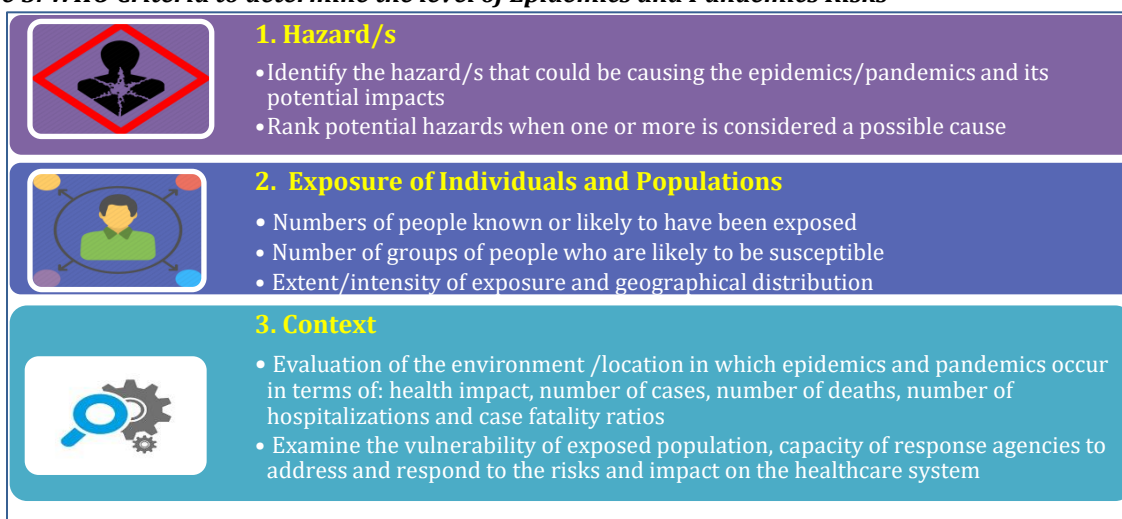 1. Hazard/s
•Identify the hazard/s that could be causing the epidemics/pandemics and its
potential impacts
•Rank potential hazards when one or more is considered a possible cause
2. Exposure of Individuals and Populations
• Numbers of people known or likely to have been exposed
• Number of groups of people who are likely to be susceptible
• Extent/intensity of exposure and geographical distribution
3. Context
• Evaluation of the environment /location in which epidemics and pandemics occur
in terms of: health impact, number of cases, number of deaths, number of
hospitalizations and case fatality ratios
• Examine the vulnerability of exposed population, capacity of response agencies to
address and respond to the risks and impact on the healthcare system